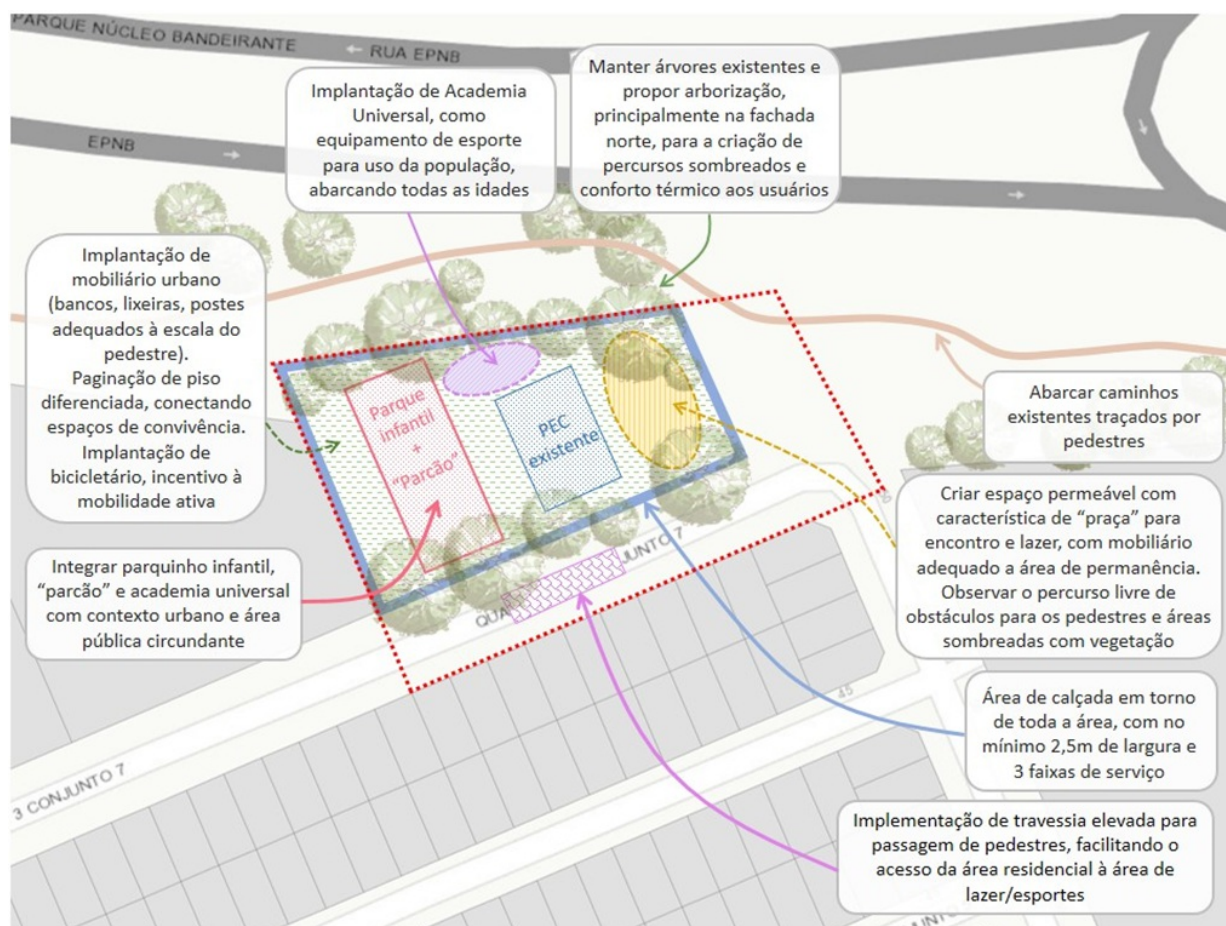 PARQUE NÚCLEO BANDEIRANTE
RUA EPNB
EPNB
Implantação de Academia
Universal, como
equipamento de esporte
para uso da população,
abarcando todas as idades
Manter árvores existentes e
propor arborização,
principalmente na fachada
norte, para a criação de
percursos sombreados e
conforto térmico aos usuários
Implantação de
mobiliário urbano
(bancos, lixeiras, postes
adequados à escala do
pedestre).
Paginação de piso
diferenciada, conectando
espaços de convivência.
Implantação de
bicicletário, incentivo à
mobilidade ativa
Parque
infantil
+
“Parcão”
PEC
existente
Abarcar caminhos
existentes traçados por
pedestres
Criar espaço permeável com
característica de “praça” para
encontro e lazer, com mobiliário
adequado a área de permanência.
Observar o percurso livre de
obstáculos para os pedestres e áreas
sombreadas com vegetação
Integrar parquinho infantil,
“parcão” e academia universal
com contexto urbano e área
pública circundante
QUA
JUNTO 7
45
Área de calçada em torno
de toda a área, com no
mínimo 2,5m de largura e
3 faixas de serviço
3 CONJUNTO 7
Implementação de travessia elevada para
passagem de pedestres, facilitando o
acesso da área residencial à área de
lazer/esportes
JUNTO